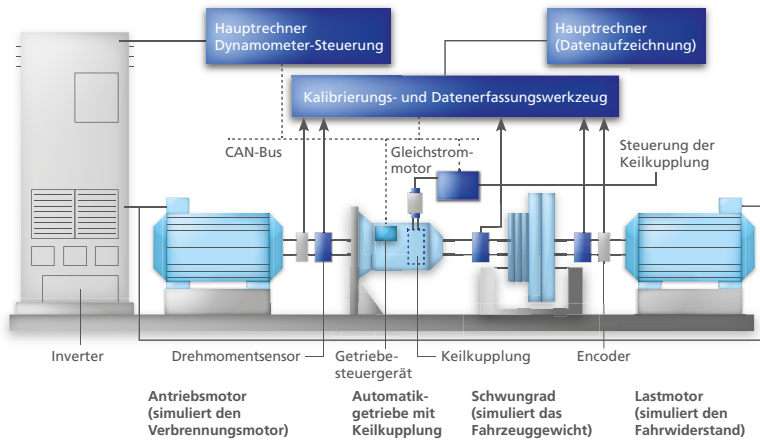 Hauptrechner
Dynamometer-Steuerung
Hauptrechner
(Datenaufzeichnung)
Kalibrierungs- und Datenerfassungswerkzeug
CAN-Bus
Gleichstrom-
motor
Steuerung der
Keilkupplung
Inverter
Drehmomentsensor
Getriebe-
steuergerät
Keilkupplung
Encoder
Antriebsmotor
(simuliert den
Verbrennungsmotor)
Automatik-
getriebe mit
Keilkupplung
Schwungrad
(simuliert das
Fahrzeuggewicht)
Lastmotor
(simuliert den
Fahrwiderstand)